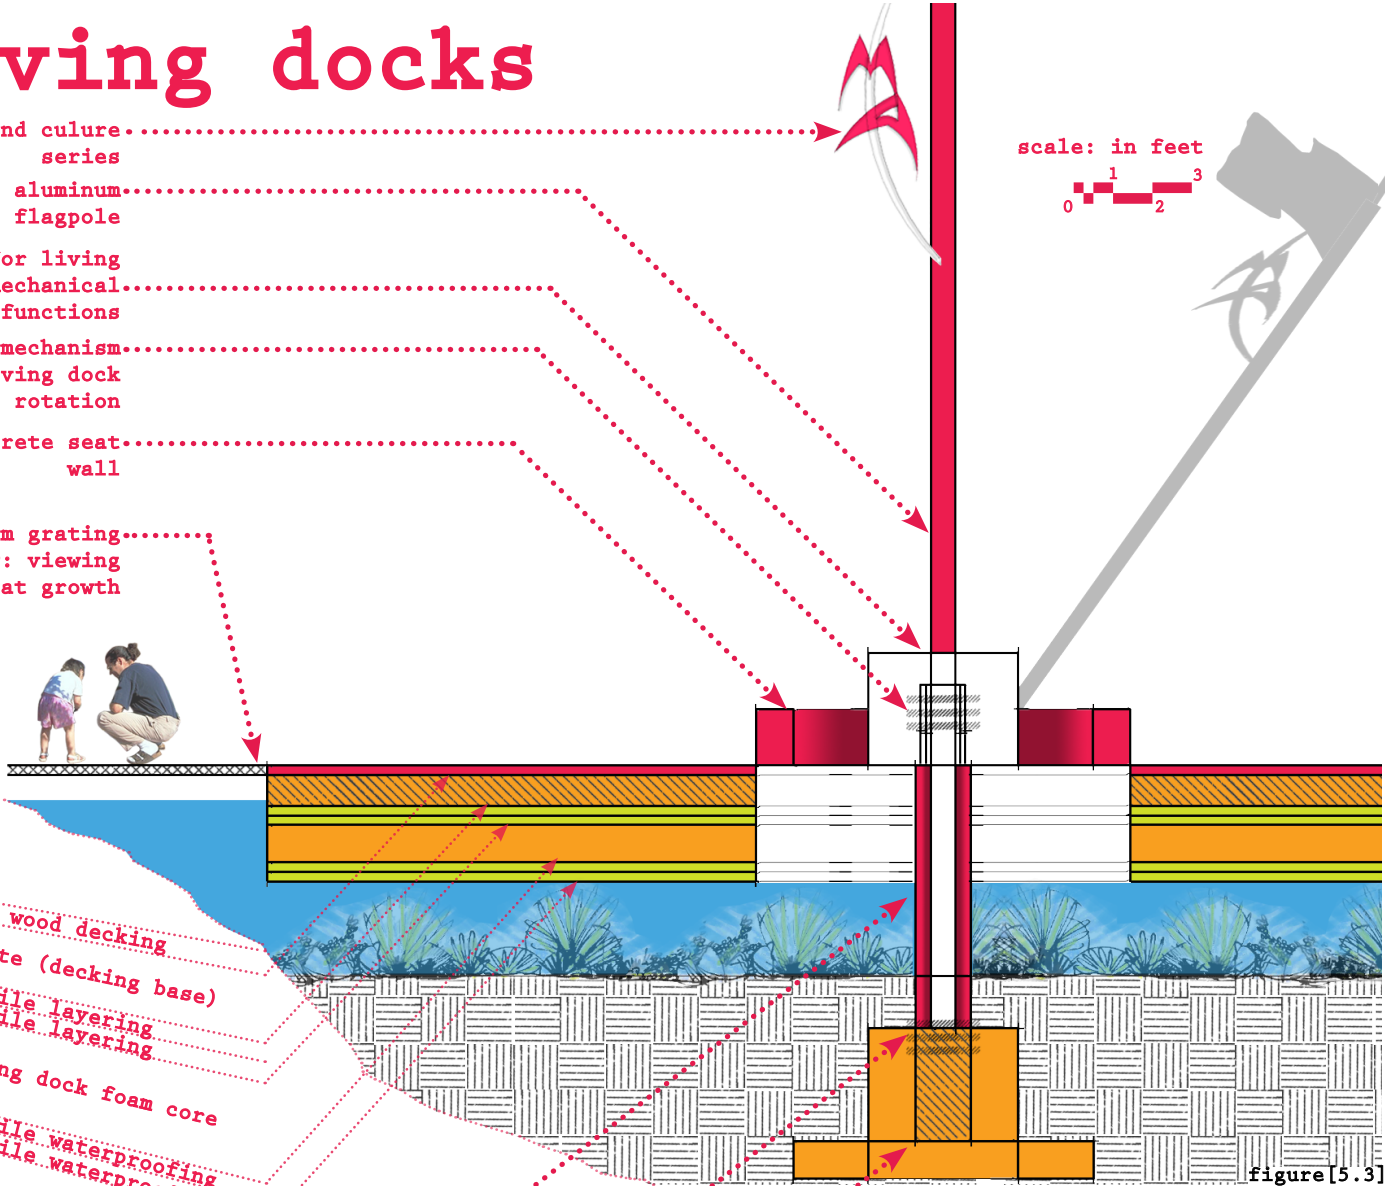 ving docks
nd culure
series
aluminum
flagpole
or living
echanical
functions
mechanism
ving dock
rotation
rete seat
wall
m grating
: viewing
at growth
scale: in feet
1 3
0 2
wood decking
te (decking base)
ile layering
ile layering
ng dock foam core
ile waterproofing
ile waterpro
figure[5.3]